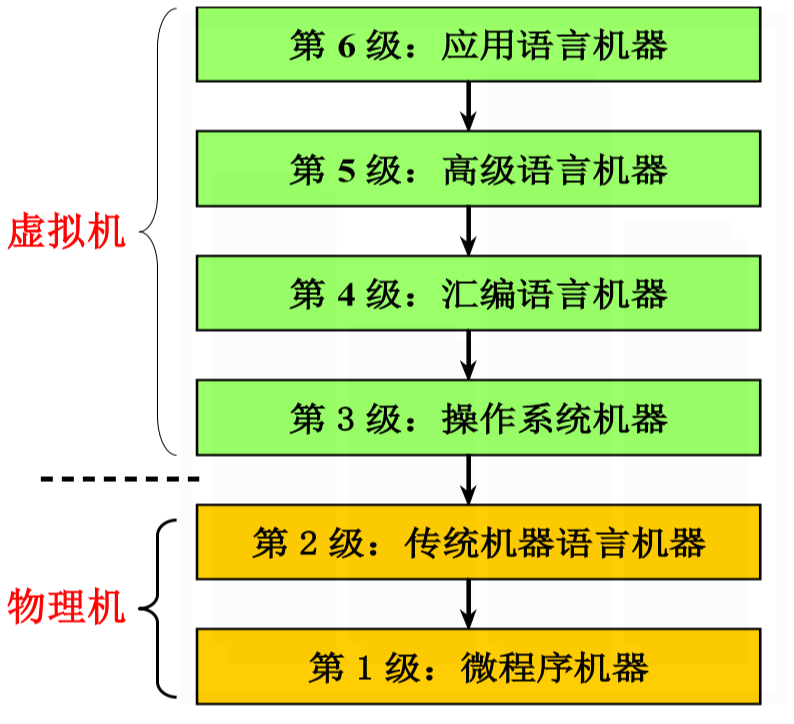 第 6 级：应用语言机器
第 5 级：高级语言机器
虚拟机
第 4 级：汇编语言机器
第 3 级：操作系统机器
第 2 级：传统机器语言机器
物理机
第 1 级：微程序机器